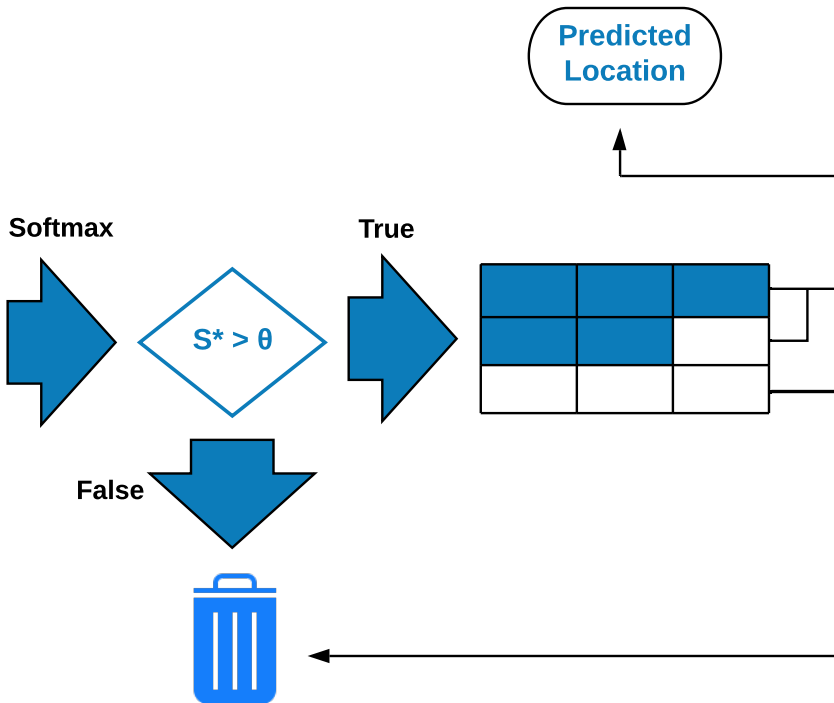 Predicted
Location
Softmax
True
S* > θ
False